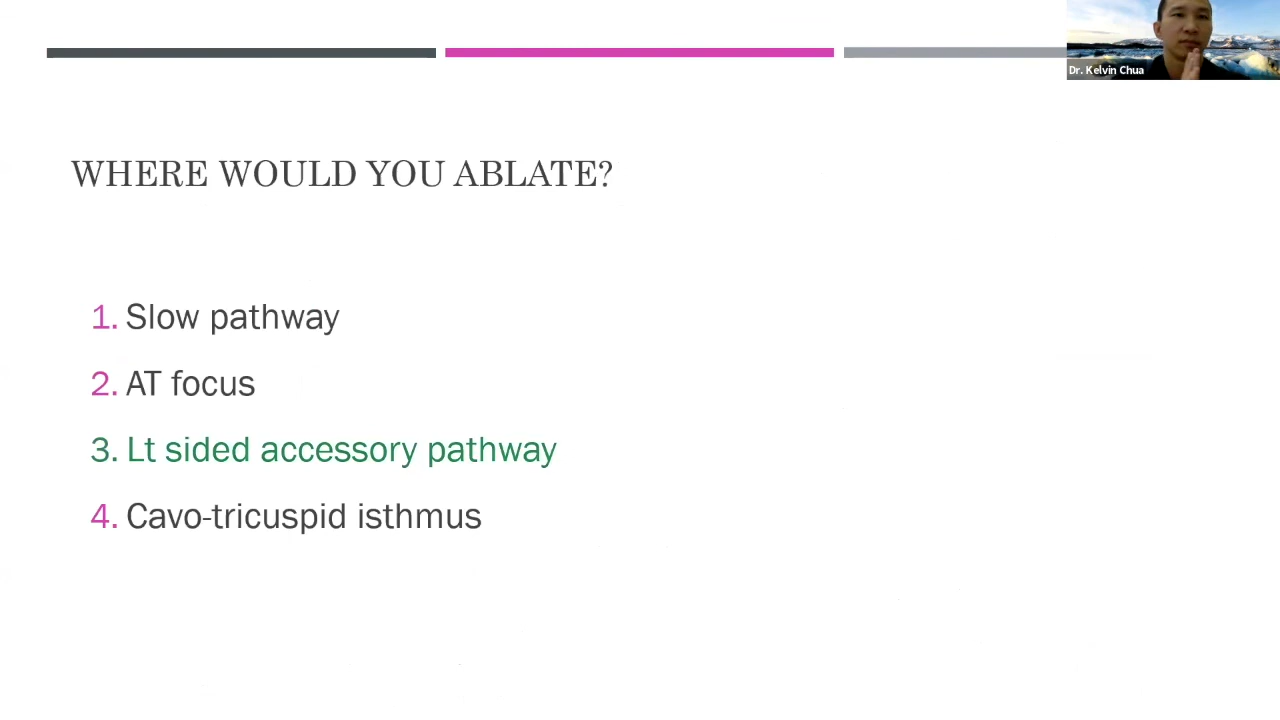 Dr. Kelvin Chua
WHERE WOULD YOU ABLATE?
1. Slow pathway
2. AT focus
3. Lt sided accessory pathway
4. Cavo-tricuspid isthmus